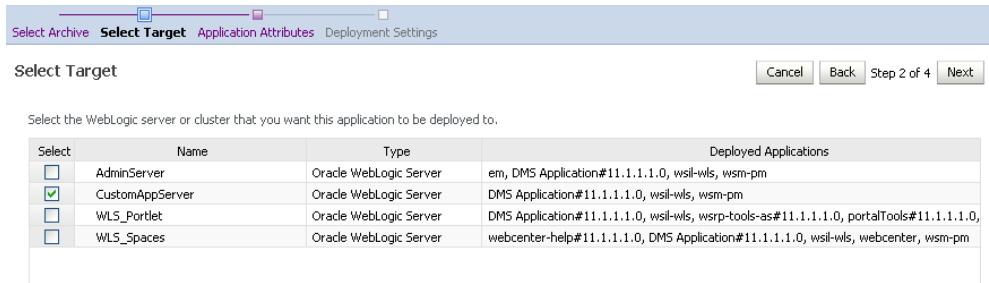 Select Archive Select Target Application Attributes Deployment Settings
Select Target
Cancel Back Step 2 of 4 Next
Select the WebLogic server or cluster that you want this application to be deployed to.
Select Name Type Deployed Applications
AdminServer Oracle WebLogic Server em, DMS Application#11.1.1.1.0, wsil-wls, wsm-pm
CustomAppServer Oracle WebLogic Server DMS Application#11.1.1.1.0, wsil-wls, wsm-pm
WLS_Portlet Oracle WebLogic Server DMS Application#11.1.1.1.0, wsil-wls, wsrp-tools-as#11.1.1.1.0, portalTools#11.1.1.1.0,
WLS_Spaces Oracle WebLogic Server webcenter-help#11.1.1.1.0, DMS Application#11.1.1.1.0, wsil-wls, webcenter, wsm-pm